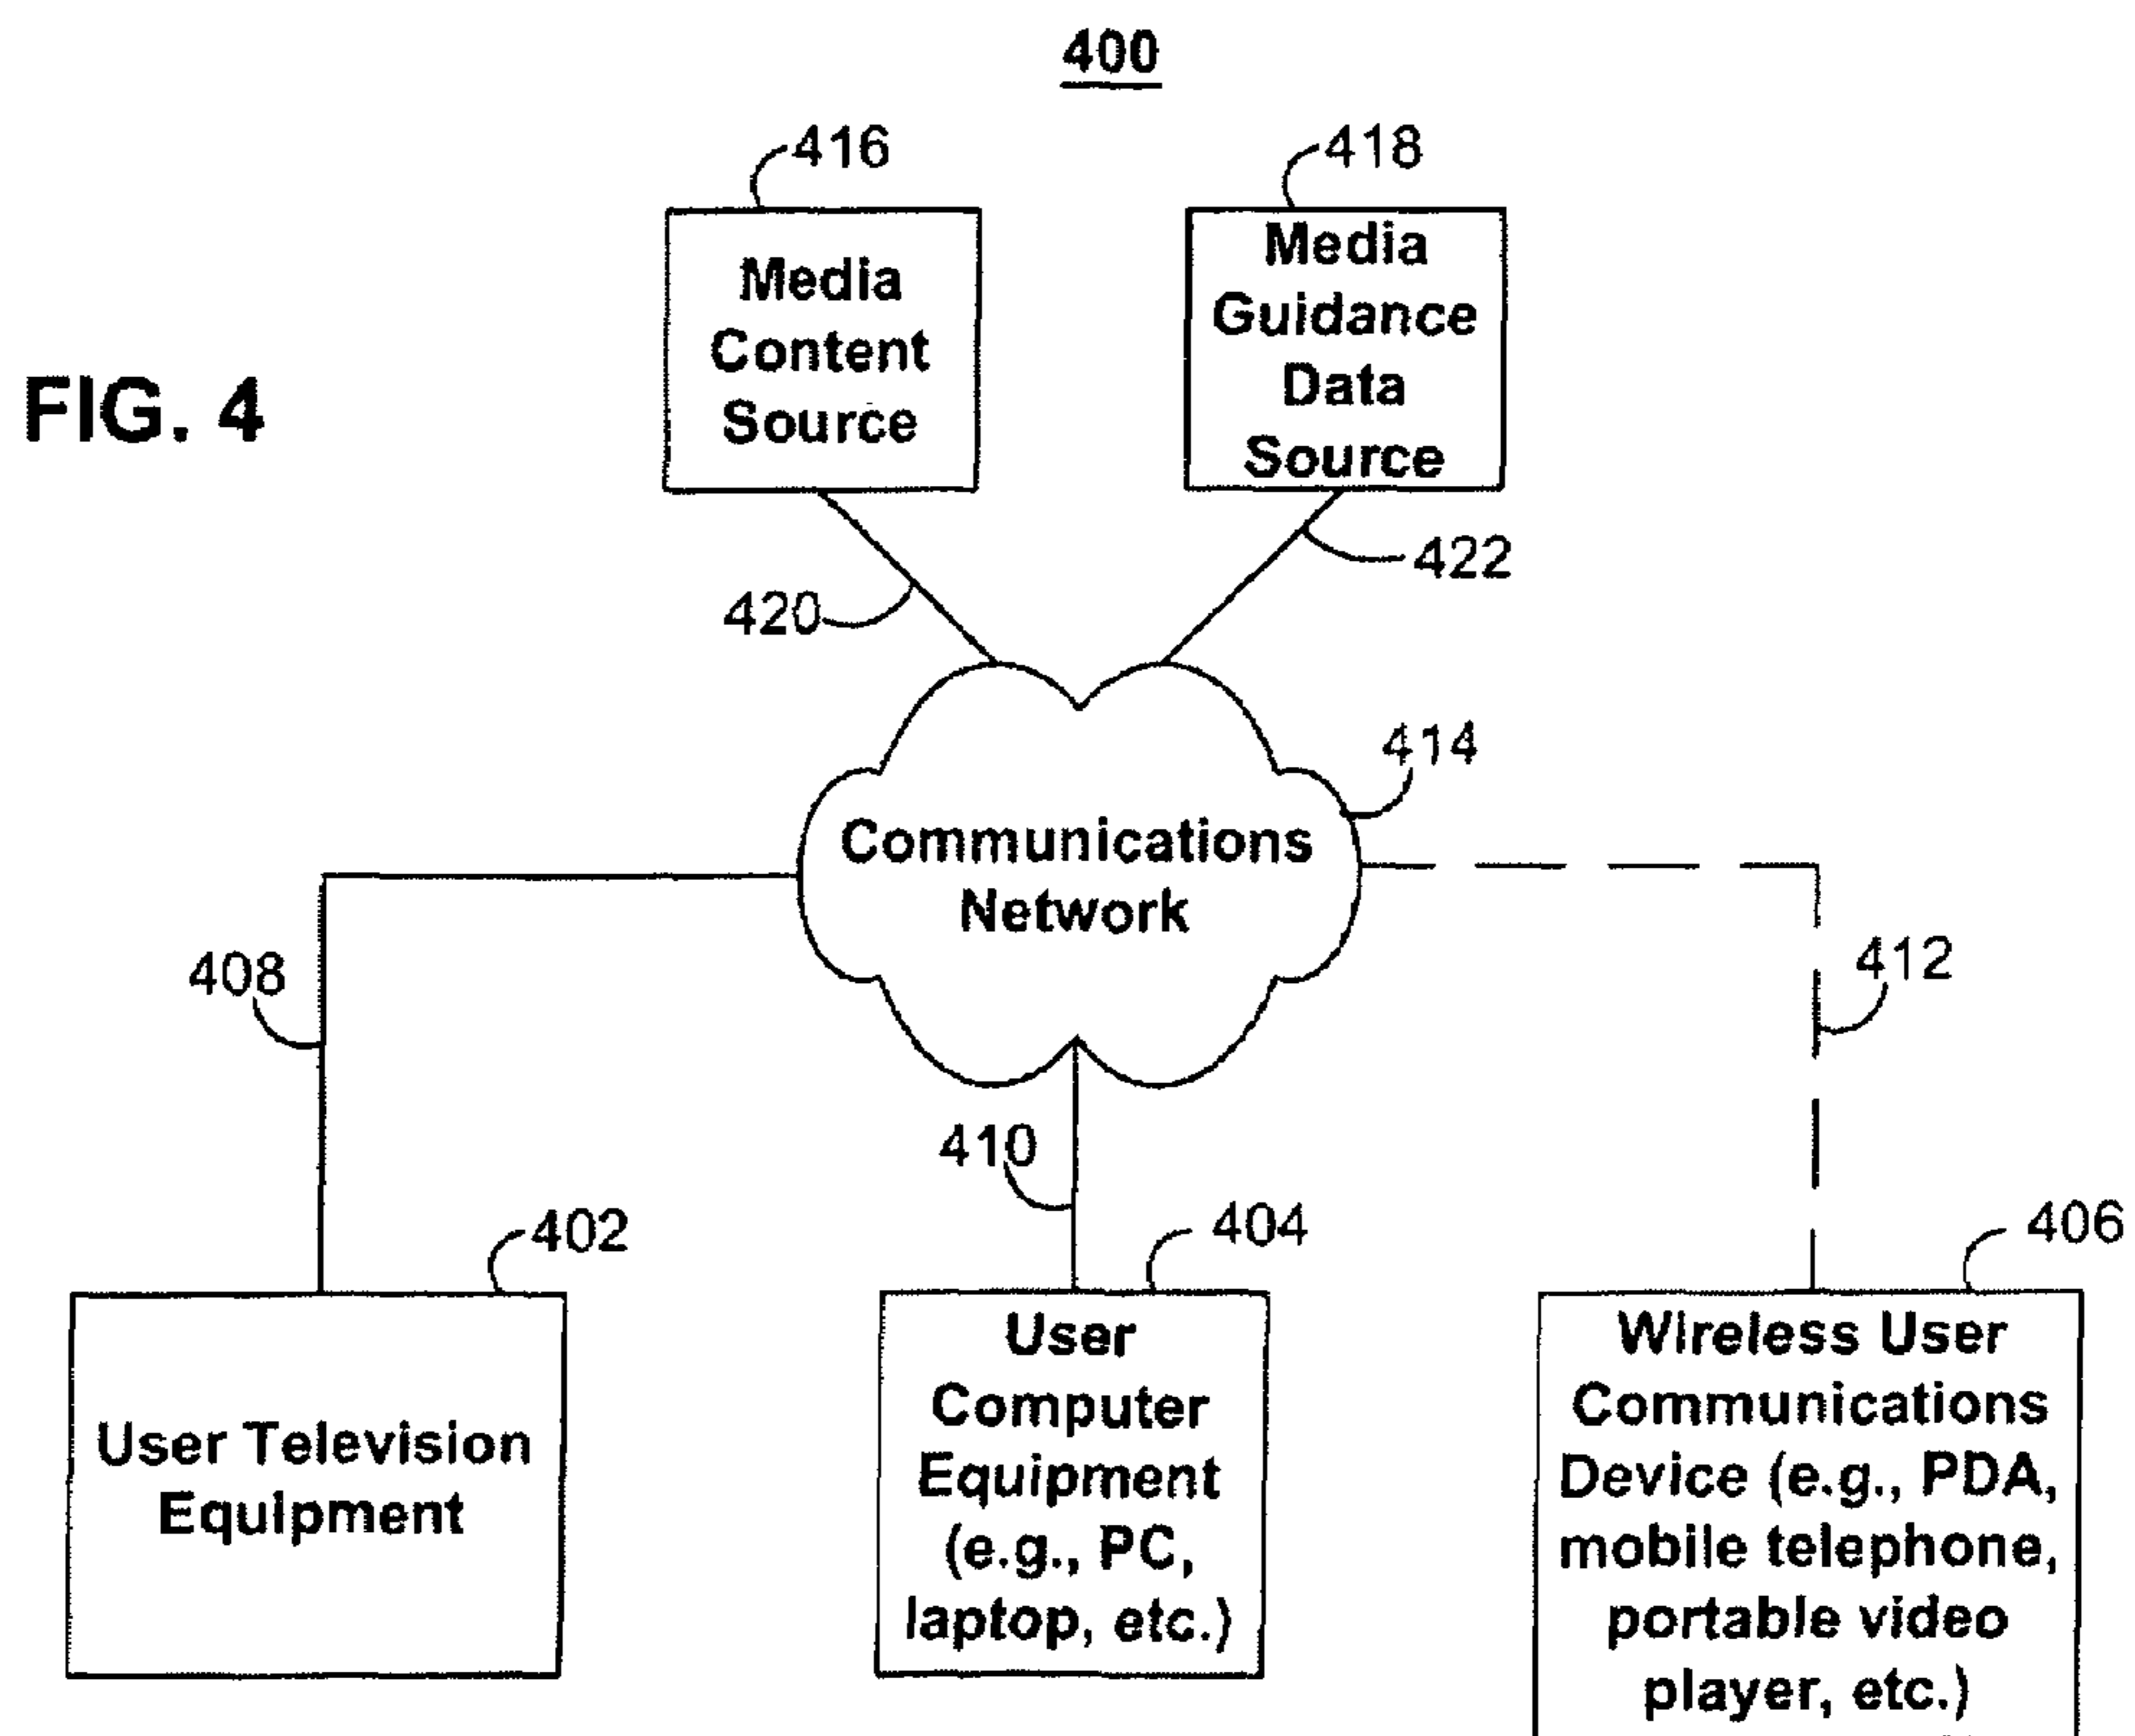 400
416
418
Media
Content
Source
Media
Guidance
Data
Source
FIG. 4
422
420
414
Communications
Network
408
412
410
402
404
406
User Television
Equipment
User
Computer
Equipment
(e.g., PC,
laptop, etc.)
Wireless User
Communications
Device (e.g., PDA,
mobile telephone,
portable video
player, etc.)